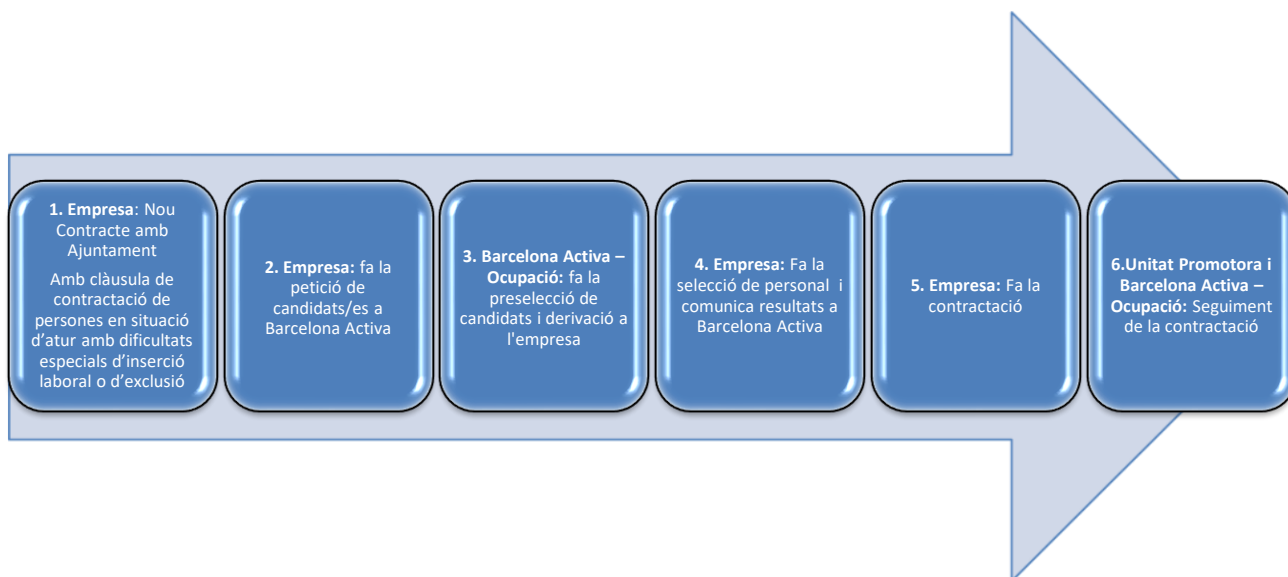 1. Empresa: Nou
Contracte amb
Ajuntament
Amb clàusula de
contractació de
persones en situació
d’atur amb dificultats
especials d’inserció
laboral o d’exclusió
2. Empresa: fa la
petició de
candidats/es a
Barcelona Activa
3. Barcelona Activa –
Ocupació: fa la
preselecció de
candidats i derivació a
l'empresa
4. Empresa: Fa la
selecció de personal i
comunica resultats a
Barcelona Activa
5. Empresa: Fa la
contractació
6.Unitat Promotora i
Barcelona Activa –
Ocupació: Seguiment
de la contractació